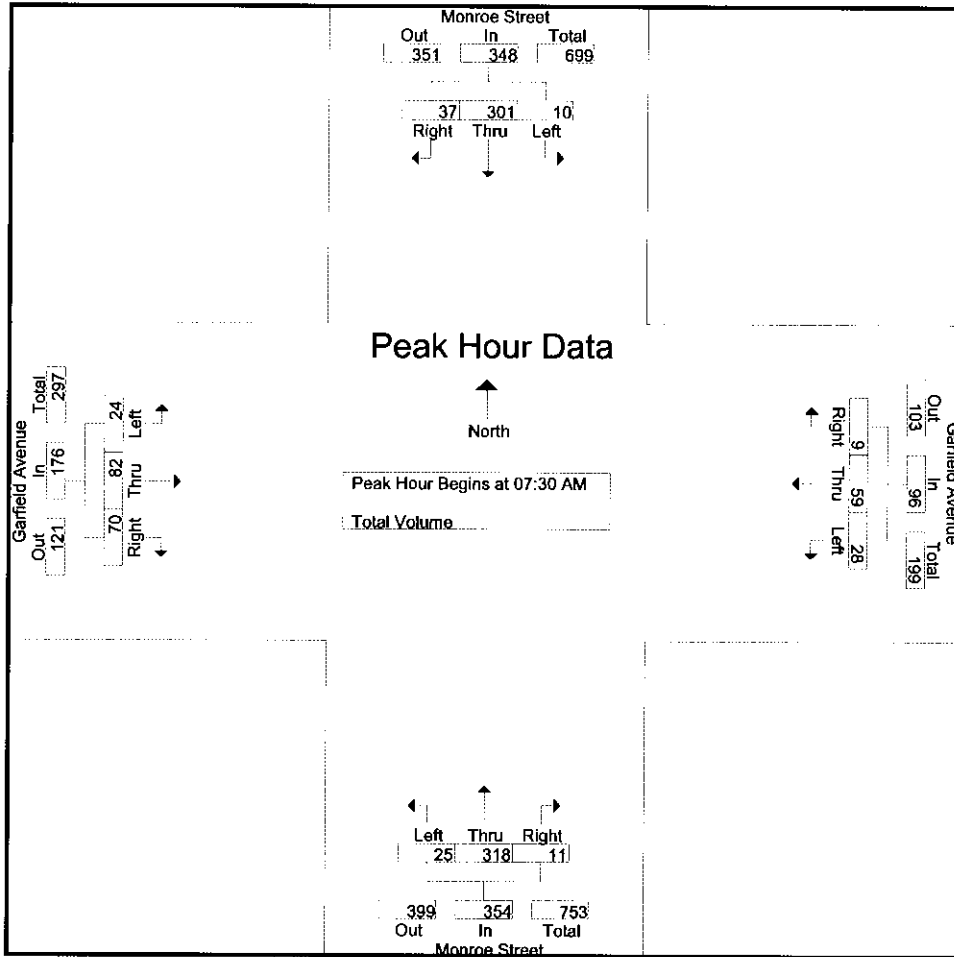 Monroe Street
Out In Total
351 348 699
37 301 10
Right Thru Left
Peak Hour Data
North
Peak Hour Begins at 07:30 AM
Total Volume
Garfield Avenue
Out In Total
121 176 297
70 82 24
Right Thru Left
Garfield Avenue
Out In Total
103 96 199
9 59 28
Right Thru Left
Left Thru Right
25 318 11
399 354 753
Out In Total
Monroe Street